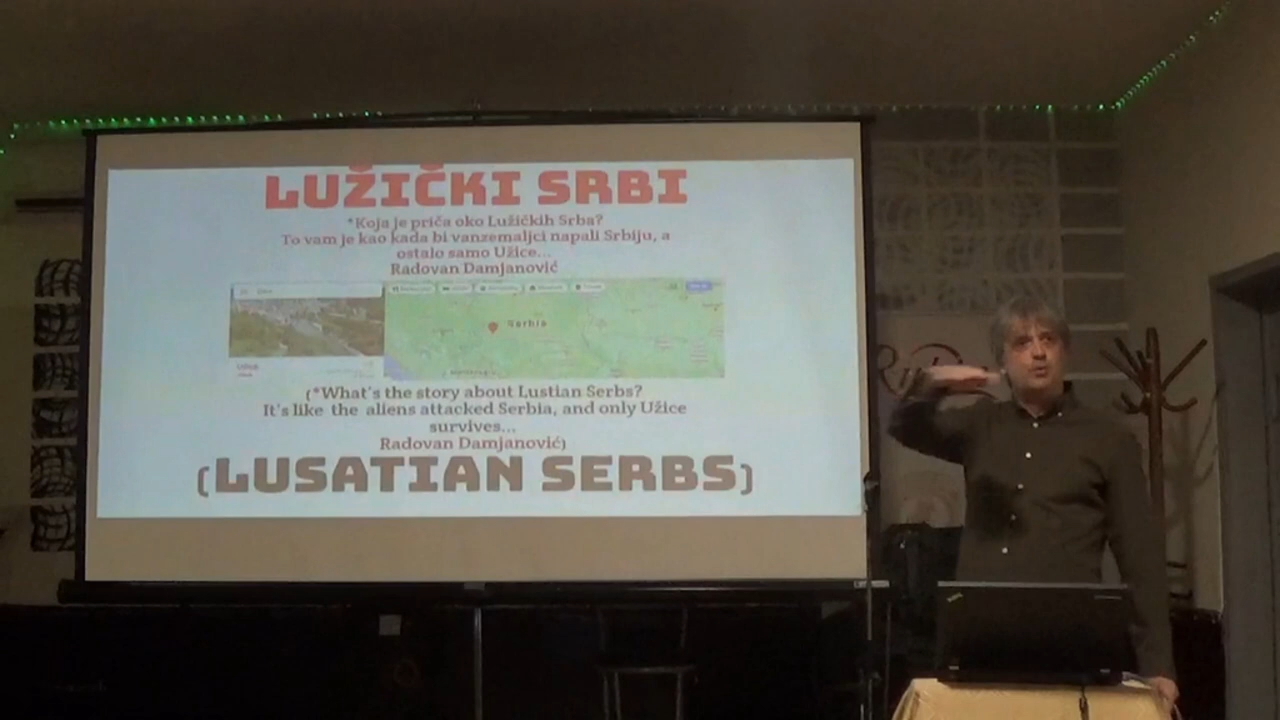 LUŽIČKI SRBI
*Koja je priča oko Lužičkih Srba?
To vam je kao kada bi vanzemaljci napali Srbiju, a
ostalo samo Užice...
Radovan Damjanović
Serbia
(*What's the story about Lustian Serbs?
It's like the aliens attacked Serbia, and only Užice
survives...
Radovan Damjanović)
(LUSATIAN SERBS)